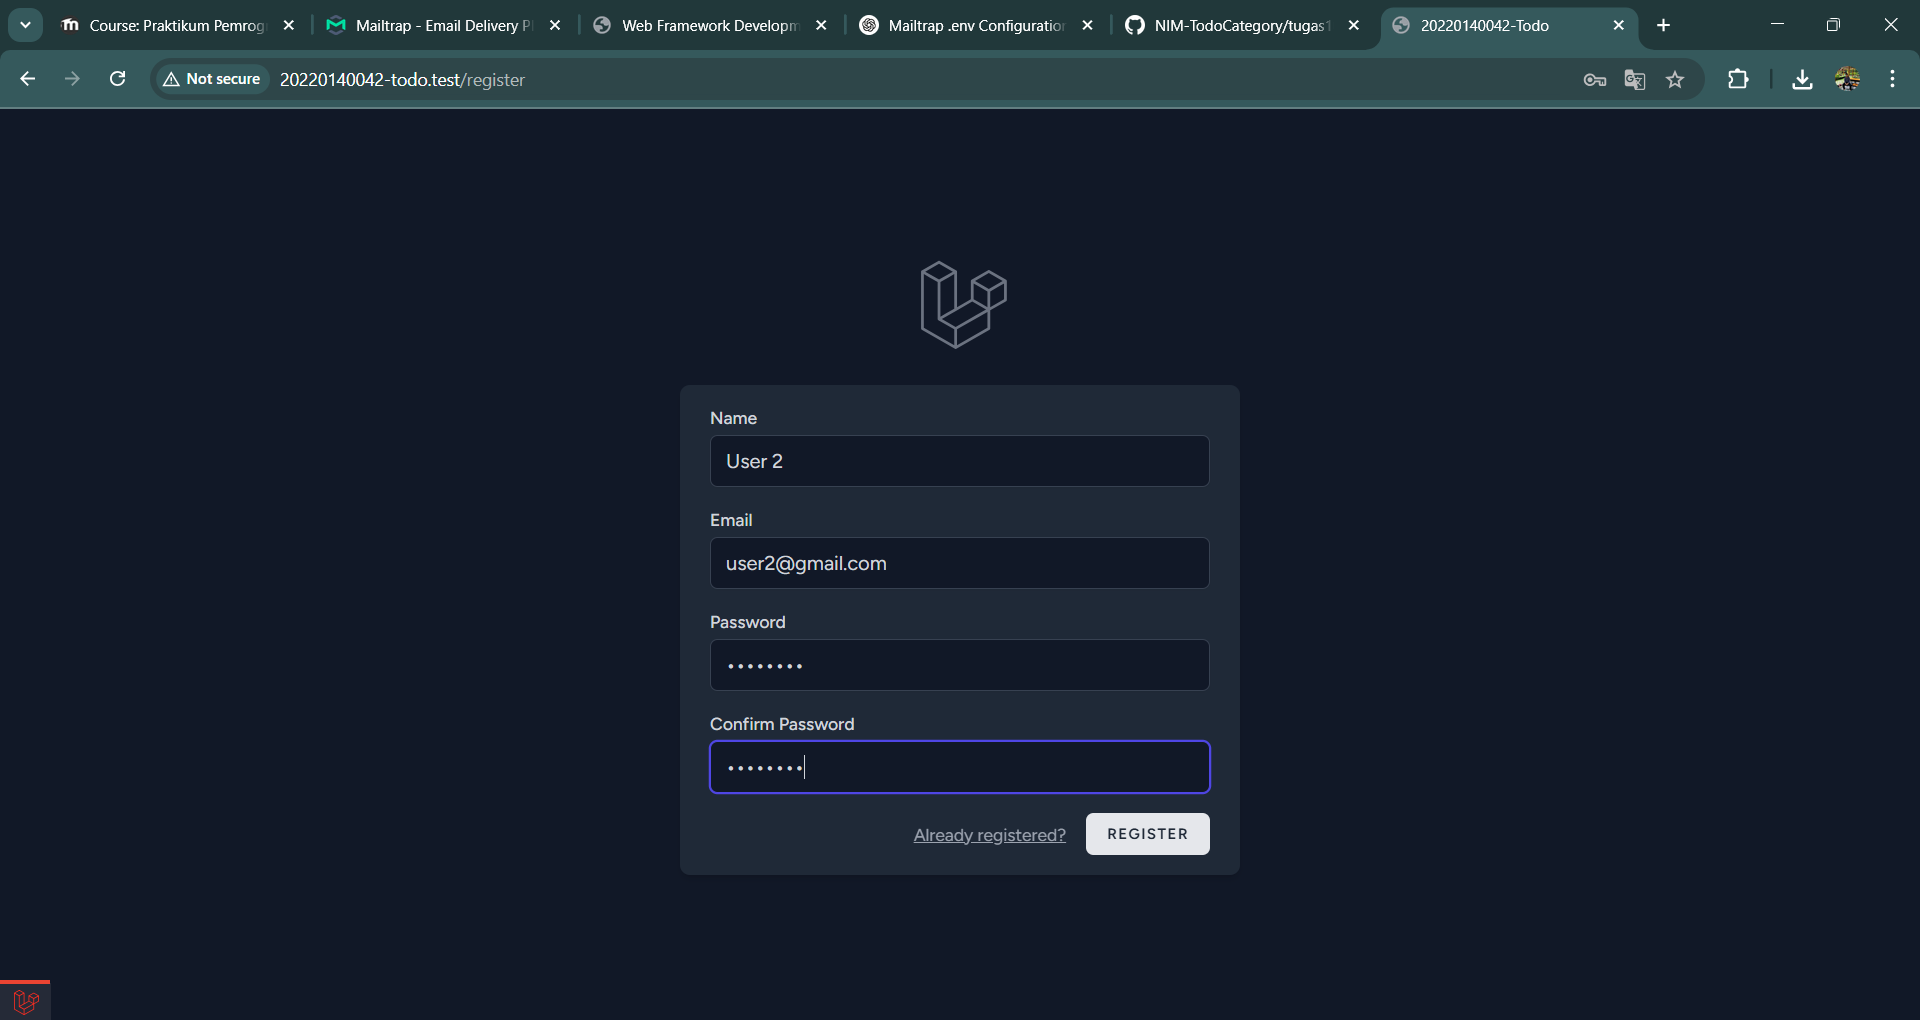 Course: Praktikum Pemrog
Mailtrap - Email Delivery Pl
Web Framework Developm
Mailtrap .env Configuration
NIM-TodoCategory/tugas1
20220140042-Todo
Not secure
20220140042-todo.test/register
Name
User 2
Email
user2@gmail.com
Password
Confirm Password
Already registered?
REGISTER